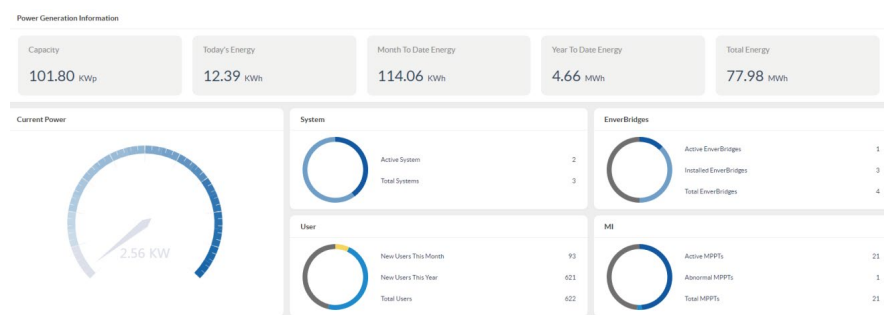 Power Generation Information
Capacity
101.80 KWp
Today's Energy
12.39 KWh
Month To Date Energy
114.06 KWh
Year To Date Energy
4.66 MWh
Total Energy
77.98 MWh
Current Power
2.56 KW
System
Active System 2
Total Systems 3
EnverBridges
Active EnverBridges 1
Installed EnverBridges 3
Total EnverBridges 4
User
New Users This Month 93
New Users This Year 621
Total Users 622
MI
Active MPPTs 21
Abnormal MPPTs 1
Total MPPTs 21